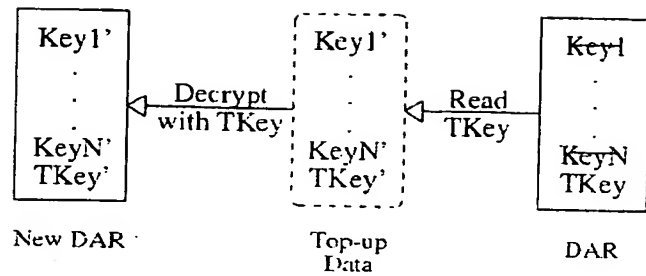 Key1'
.
.
.
KeyN'
TKey'
New DAR
Decrypt
with TKey
Key1'
.
.
.
KeyN'
TKey'
Top-up
Data
Read
TKey
Key1
.
.
.
KeyN
TKey
DAR